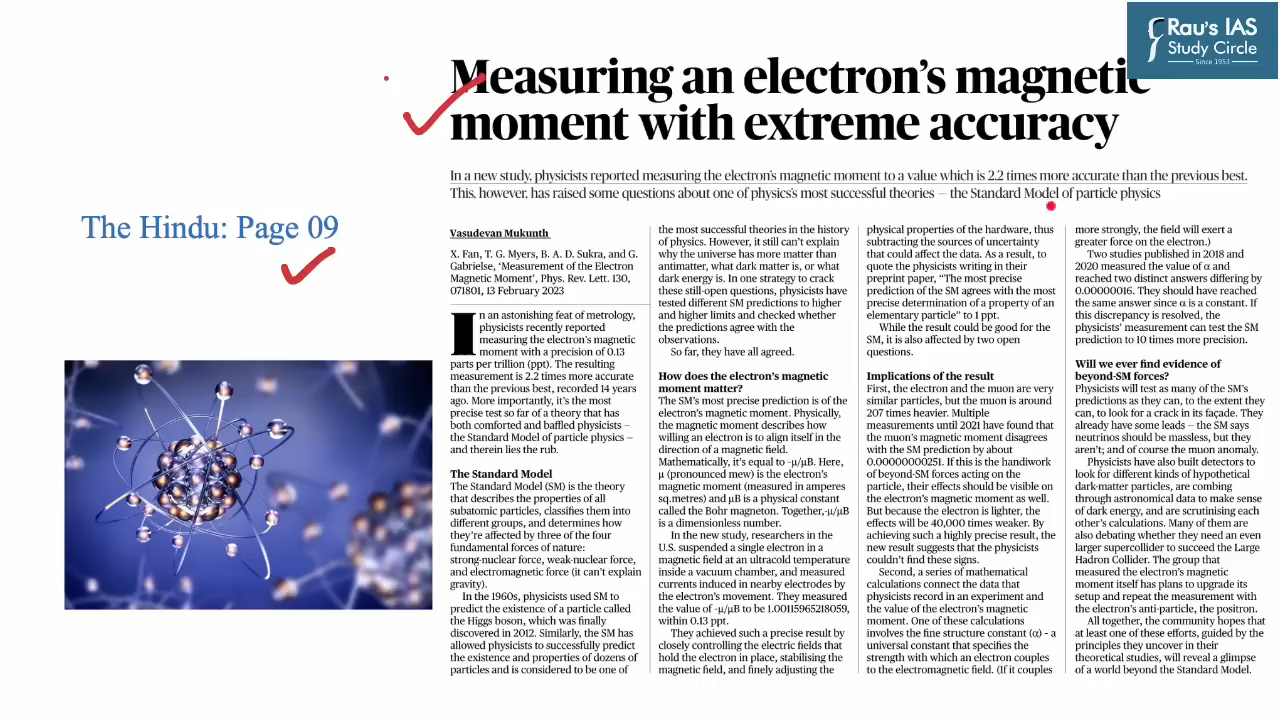 Rau's IAS
Study Circle
Since 1953
Measuring an electron's magnetic
moment with extreme accuracy
In a new study, physicists reported measuring the electron's magnetic moment to a value which is 2.2 times more accurate than the previous best.
This, however, has raised some questions about one of physics's most successful theories — the Standard Model of particle physics
The Hindu: Page 09
Vasudevan Mukunth
X. Fan, T. G. Myers, B. A. D. Sukra, and G.
Gabrielse, 'Measurement of the Electron
Magnetic Moment', Phys. Rev. Lett. 130,
071801, 13 February 2023
In an astonishing feat of metrology,
physicists recently reported
measuring the electron's magnetic
moment with a precision of 0.13
parts per trillion (ppt). The resulting
measurement is 2.2 times more accurate
than the previous best, recorded 14 years
ago. More importantly, it's the most
precise test so far of a theory that has
both comforted and baffled physicists –
the Standard Model of particle physics –
and therein lies the rub.
The Standard Model
The Standard Model (SM) is the theory
that describes the properties of all
subatomic particles, classifies them into
different groups, and determines how
they're affected by three of the four
fundamental forces of nature:
strong-nuclear force, weak-nuclear force,
and electromagnetic force (it can't explain
gravity).
In the 1960s, physicists used SM to
predict the existence of a particle called
the Higgs boson, which was finally
discovered in 2012. Similarly, the SM has
allowed physicists to successfully predict
the existence and properties of dozens of
particles and is considered to be one of
the most successful theories in the history
of physics. However, it still can't explain
why the universe has more matter than
antimatter, what dark matter is, or what
dark energy is. In one strategy to crack
these still-open questions, physicists have
tested different SM predictions to higher
and higher limits and checked whether
the predictions agree with the
observations.
So far, they have all agreed.
How does the electron's magnetic
moment matter?
The SM's most precise prediction is of the
electron's magnetic moment. Physically,
the magnetic moment describes how
willing an electron is to align itself in the
direction of a magnetic field.
Mathematically, it's equal to -μ/μB. Here,
μ (pronounced mew) is the electron's
magnetic moment (measured in amperes
sq.metres) and μB is a physical constant
called the Bohr magneton. Together,-μ/μB
is a dimensionless number.
In the new study, researchers in the
U.S. suspended a single electron in a
magnetic field at an ultracold temperature
inside a vacuum chamber, and measured
currents induced in nearby electrodes by
the electron's movement. They measured
the value of -μ/μB to be 1.00115965218059,
within 0.13 ppt.
They achieved such a precise result by
closely controlling the electric fields that
hold the electron in place, stabilising the
magnetic field, and finely adjusting the
physical properties of the hardware, thus
subtracting the sources of uncertainty
that could affect the data. As a result, to
quote the physicists writing in their
preprint paper, "The most precise
prediction of the SM agrees with the most
precise determination of a property of an
elementary particle" to 1 ppt.
While the result could be good for the
SM, it is also affected by two open
questions.
Implications of the result
First, the electron and the muon are very
similar particles, but the muon is around
207 times heavier. Multiple
measurements until 2021 have found that
the muon's magnetic moment disagrees
with the SM prediction by about
0.00000000251. If this is the handiwork
of beyond-SM forces acting on the
particle, their effects should be visible on
the electron's magnetic moment as well.
But because the electron is lighter, the
effects will be 40,000 times weaker. By
achieving such a highly precise result, the
new result suggests that the physicists
couldn't find these signs.
Second, a series of mathematical
calculations connect the data that
physicists record in an experiment and
the value of the electron's magnetic
moment. One of these calculations
involves the fine structure constant (α) - a
universal constant that specifies the
strength with which an electron couples
to the electromagnetic field. (If it couples
more strongly, the field will exert a
greater force on the electron.)
Two studies published in 2018 and
2020 measured the value of α and
reached two distinct answers differing by
0.00000016. They should have reached
the same answer since α is a constant. If
this discrepancy is resolved, the
physicists' measurement can test the SM
prediction to 10 times more precision.
Will we ever find evidence of
beyond-SM forces?
Physicists will test as many of the SM's
predictions as they can, to the extent they
can, to look for a crack in its façade. They
already have some leads – the SM says
neutrinos should be massless, but they
aren't; and of course the muon anomaly.
Physicists have also built detectors to
look for different kinds of hypothetical
dark-matter particles, are combing
through astronomical data to make sense
of dark energy, and are scrutinising each
other's calculations. Many of them are
also debating whether they need an even
larger supercollider to succeed the Large
Hadron Collider. The group that
measured the electron's magnetic
moment itself has plans to upgrade its
setup and repeat the measurement with
the electron's anti-particle, the positron.
All together, the community hopes that
at least one of these efforts, guided by the
principles they uncover in their
theoretical studies, will reveal a glimpse
of a world beyond the Standard Model.